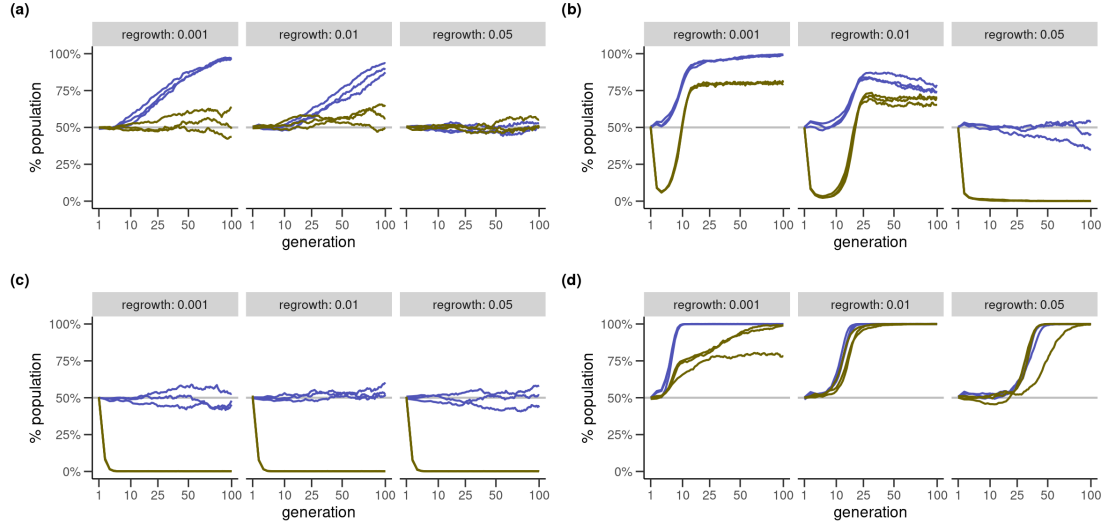 (a)
regrowth: 0.001 regrowth: 0.01 regrowth: 0.05
100%
75%
50%
25%
0%
% population
1 10 25 50 100 1 10 25 50 100 1 10 25 50 100
generation
(b)
regrowth: 0.001 regrowth: 0.01 regrowth: 0.05
100%
75%
50%
25%
0%
% population
1 10 25 50 100 1 10 25 50 100 1 10 25 50 100
generation
(c)
regrowth: 0.001 regrowth: 0.01 regrowth: 0.05
100%
75%
50%
25%
0%
% population
1 10 25 50 100 1 10 25 50 100 1 10 25 50 100
generation
(d)
regrowth: 0.001 regrowth: 0.01 regrowth: 0.05
100%
75%
50%
25%
0%
% population
1 10 25 50 100 1 10 25 50 100 1 10 25 50 100
generation